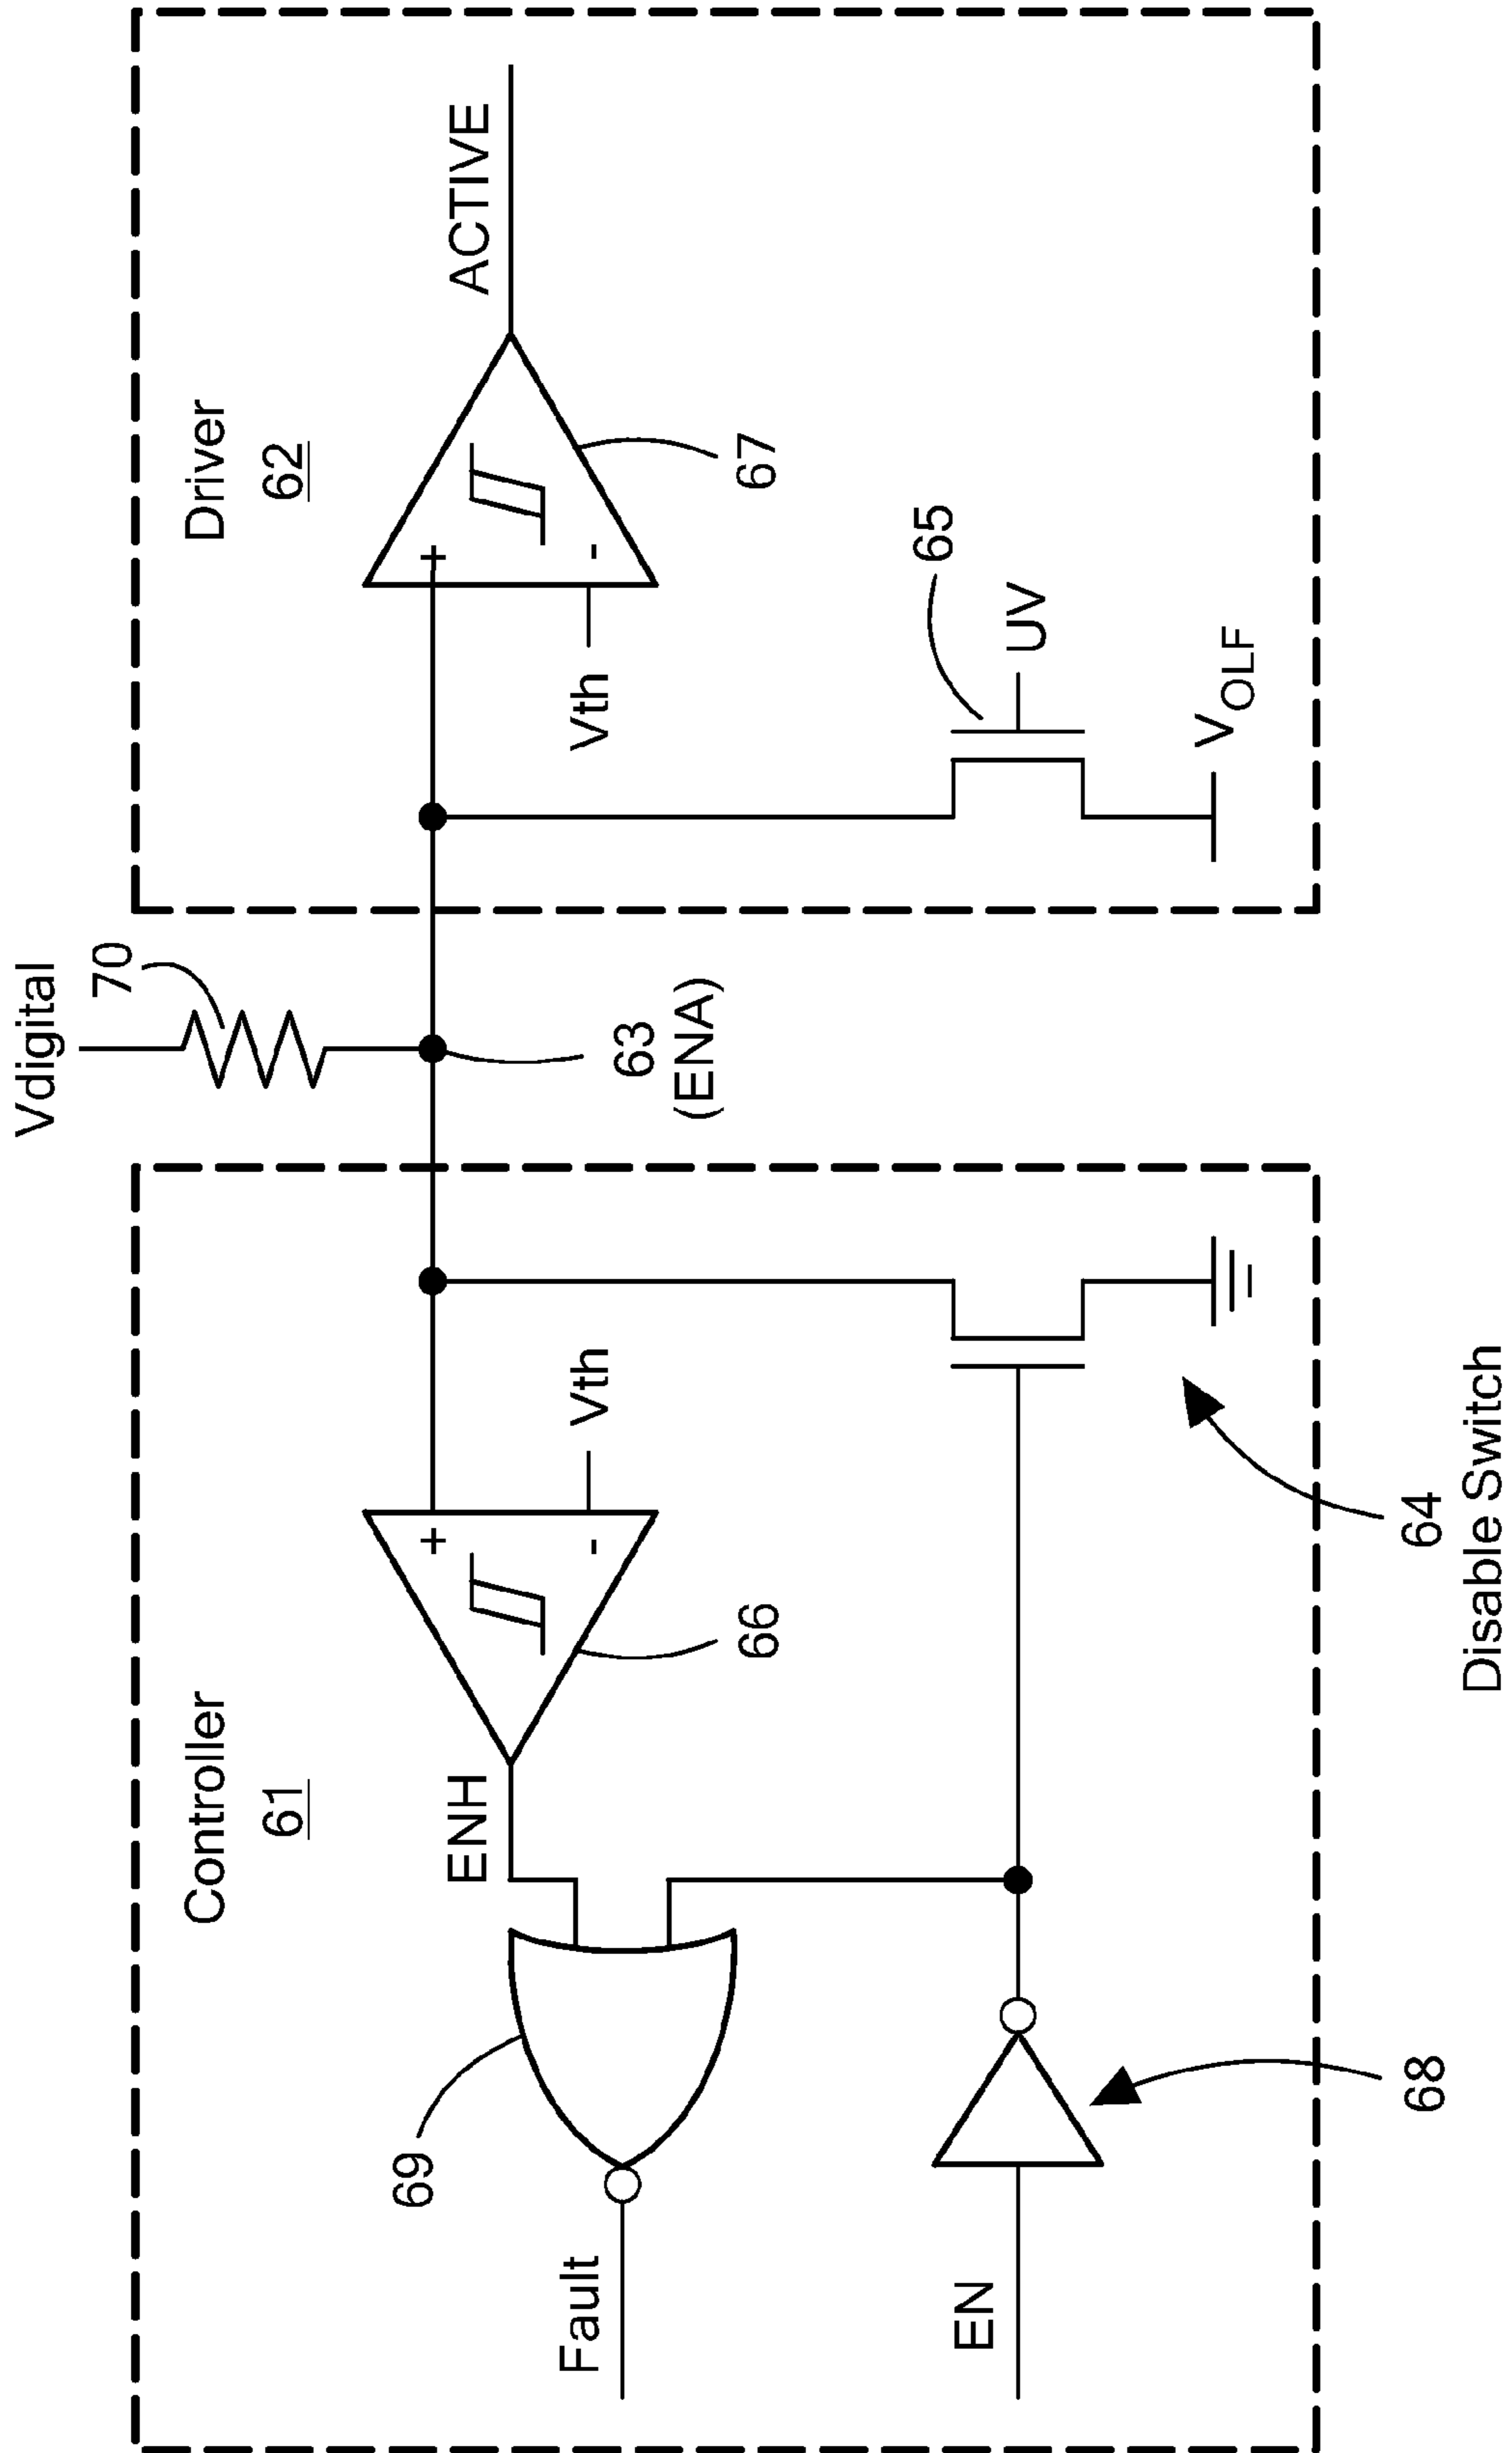 Vdigital
70
63
(ENA)
Controller
61
ENH
66
+
-
Vth
69
Fault
EN
68
64
Disable Switch
Driver
62
ACTIVE
+
-
Vth
67
65
UV
VOLF